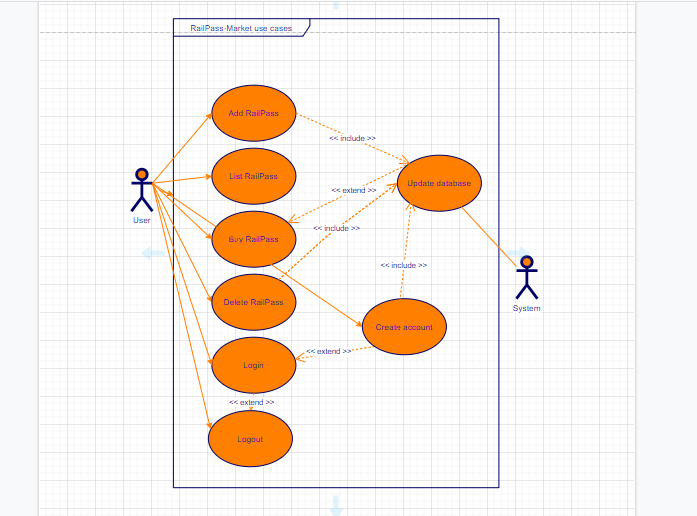 RailPass-Market use cases
Add RailPass
<< include >>
List RailPass
Update database
<< extend >>
User
<< include >>
Buy RailPass
<< include >>
Delete RailPass
System
Create account
<< extend >>
Login
<< extend >>
Logout